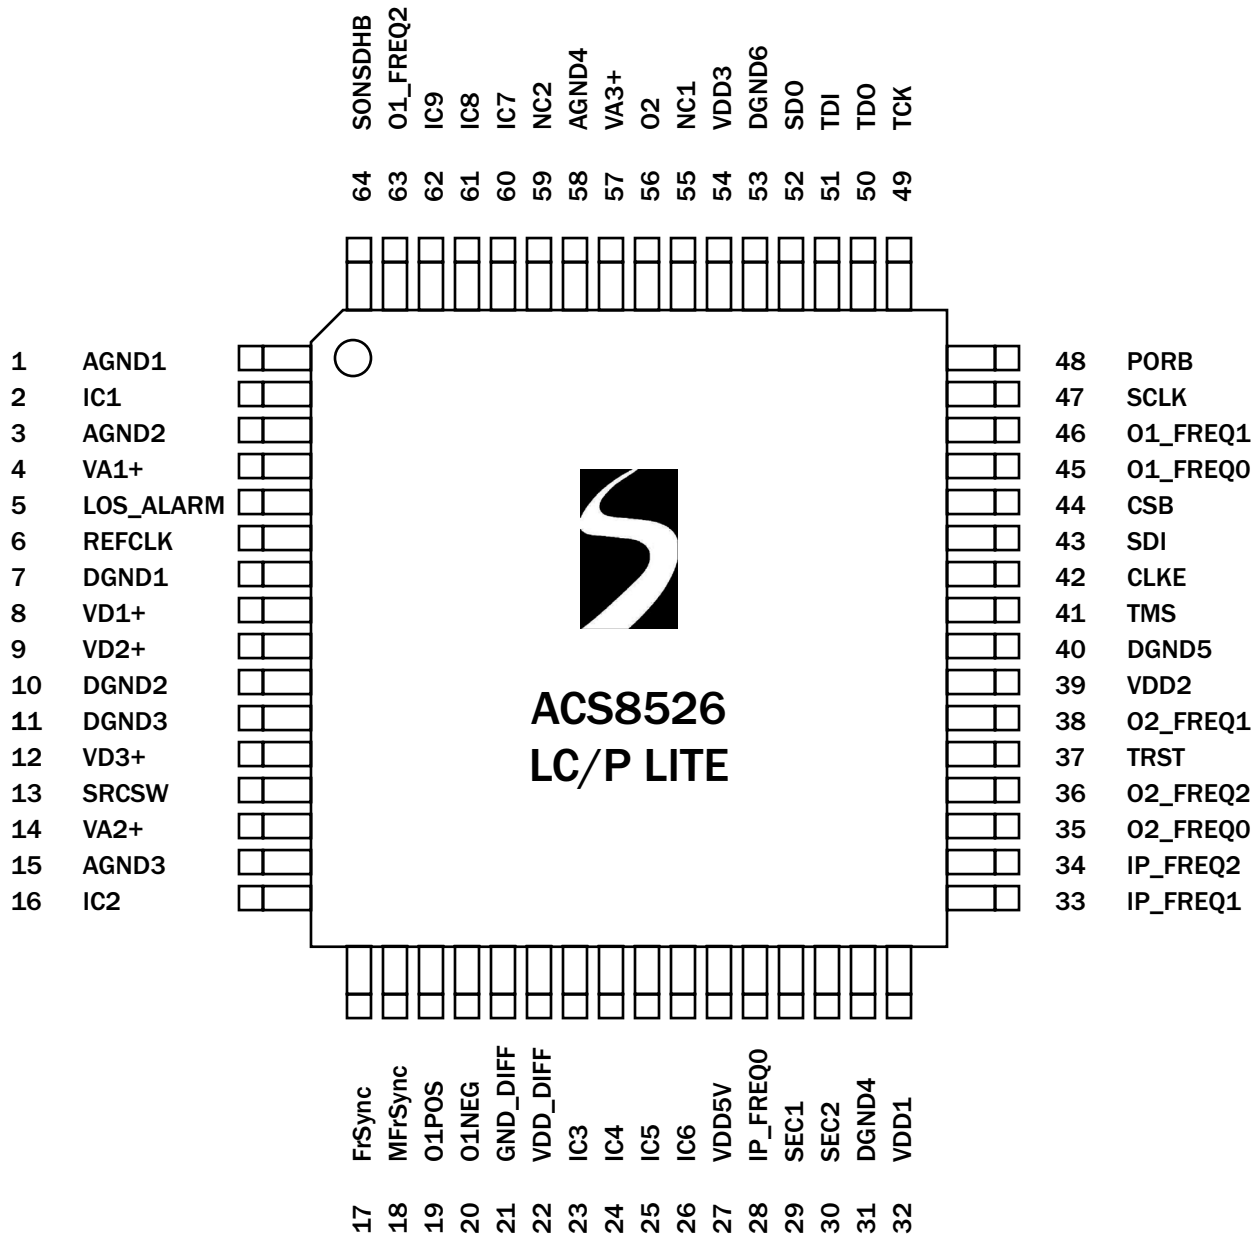 SONSDHB
O1_FREQ2
IC9
IC8
IC7
NC2
AGND4
VA3+
O2
NC1
VDD3
DGND6
SDO
TDI
TDO
TCK
64
63
62
61
60
59
58
57
56
55
54
53
52
51
50
49
1 AGND1
2 IC1
3 AGND2
4 VA1+
5 LOS_ALARM
6 REFCLK
7 DGND1
8 VD1+
9 VD2+
10 DGND2
11 DGND3
12 VD3+
13 SRCSW
14 VA2+
15 AGND3
16 IC2
ACS8526
LC/P LITE
48 PORB
47 SCLK
46 O1_FREQ1
45 O1_FREQ0
44 CSB
43 SDI
42 CLKE
41 TMS
40 DGND5
39 VDD2
38 O2_FREQ1
37 TRST
36 O2_FREQ2
35 O2_FREQ0
34 IP_FREQ2
33 IP_FREQ1
FrSync
MFrSync
O1POS
O1NEG
GND_DIFF
VDD_DIFF
IC3
IC4
IC5
IC6
VDD5V
IP_FREQ0
SEC1
SEC2
DGND4
VDD1
17
18
19
20
21
22
23
24
25
26
27
28
29
30
31
32